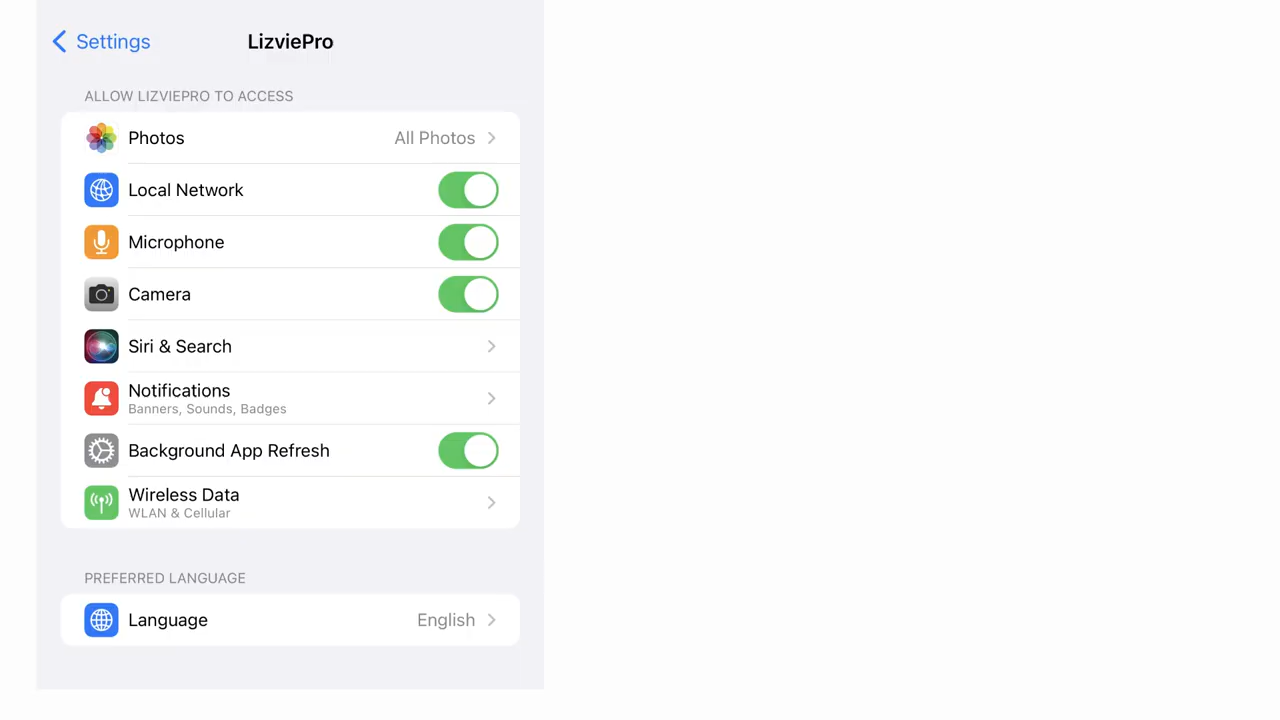 Settings
LizviePro
ALLOW LIZVIEPRO TO ACCESS
Photos All Photos
Local Network
Microphone
Camera
Siri & Search
Notifications
Banners, Sounds, Badges
Background App Refresh
Wireless Data
WLAN & Cellular
PREFERRED LANGUAGE
Language English